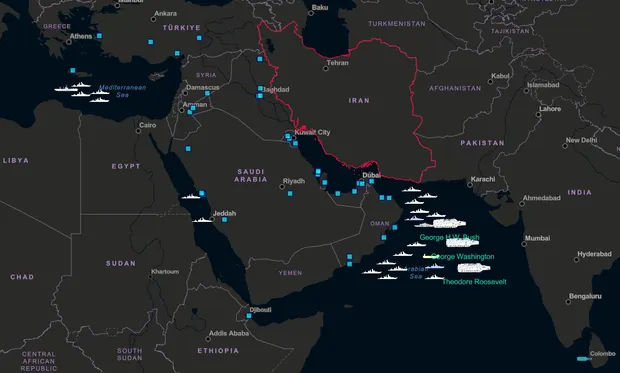 Istanbul
Baku
Ankara
TURKMENISTAN
GREECE
TÜRKIYE
TAJIKISTAN
Athens
Tehran
Kabul
SYRIA
Mediterranean
Sea
Damascus
Baghdad
IRAN
AFGHANISTAN
Islamabad
Amman
Lahore
Cairo
Kuwait City
New Delhi
PAKISTAN
LIBYA
EGYPT
SAUDI
ARABIA
Riyadh
Dubai
Karachi
INDIA
Ahmedabad
Jeddah
OMAN
George H.W. Bush
Mumbai
George Washington
Hyderabad
SUDAN
Khartoum
YEMEN
Arabian
Sea
CHAD
Theodore Roosevelt
Bengaluru
Djibouti
Addis Ababa
CENTRAL
AFRICAN
REPUBLIC
SOUTH
SUDAN
ETHIOPIA
Colombo